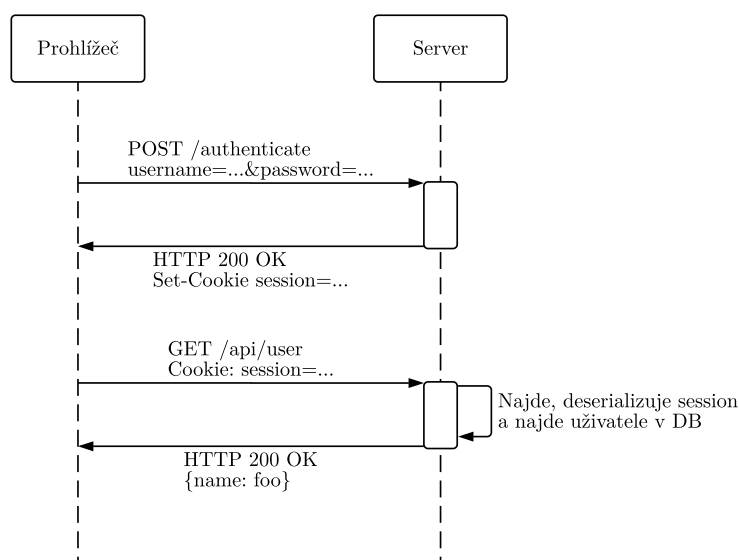 Prohlížeč
Server
POST /authenticate
username=...&password=...
HTTP 200 OK
Set-Cookie session=...
GET /api/user
Cookie: session=...
Najde, deserializuje session
a najde uživatele v DB
HTTP 200 OK
{name: foo}